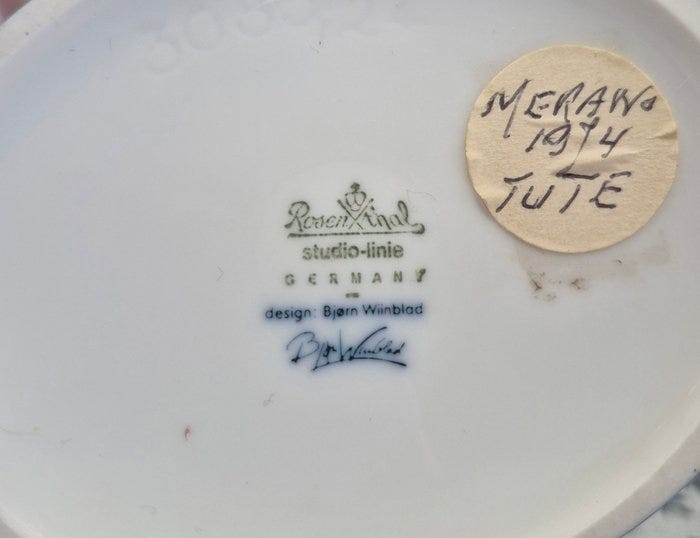 MERANO
1974
TUTE
Rosenthal
studio-linie
GERMANY
design: Bjørn Wiinblad
Bjørn Wiinblad